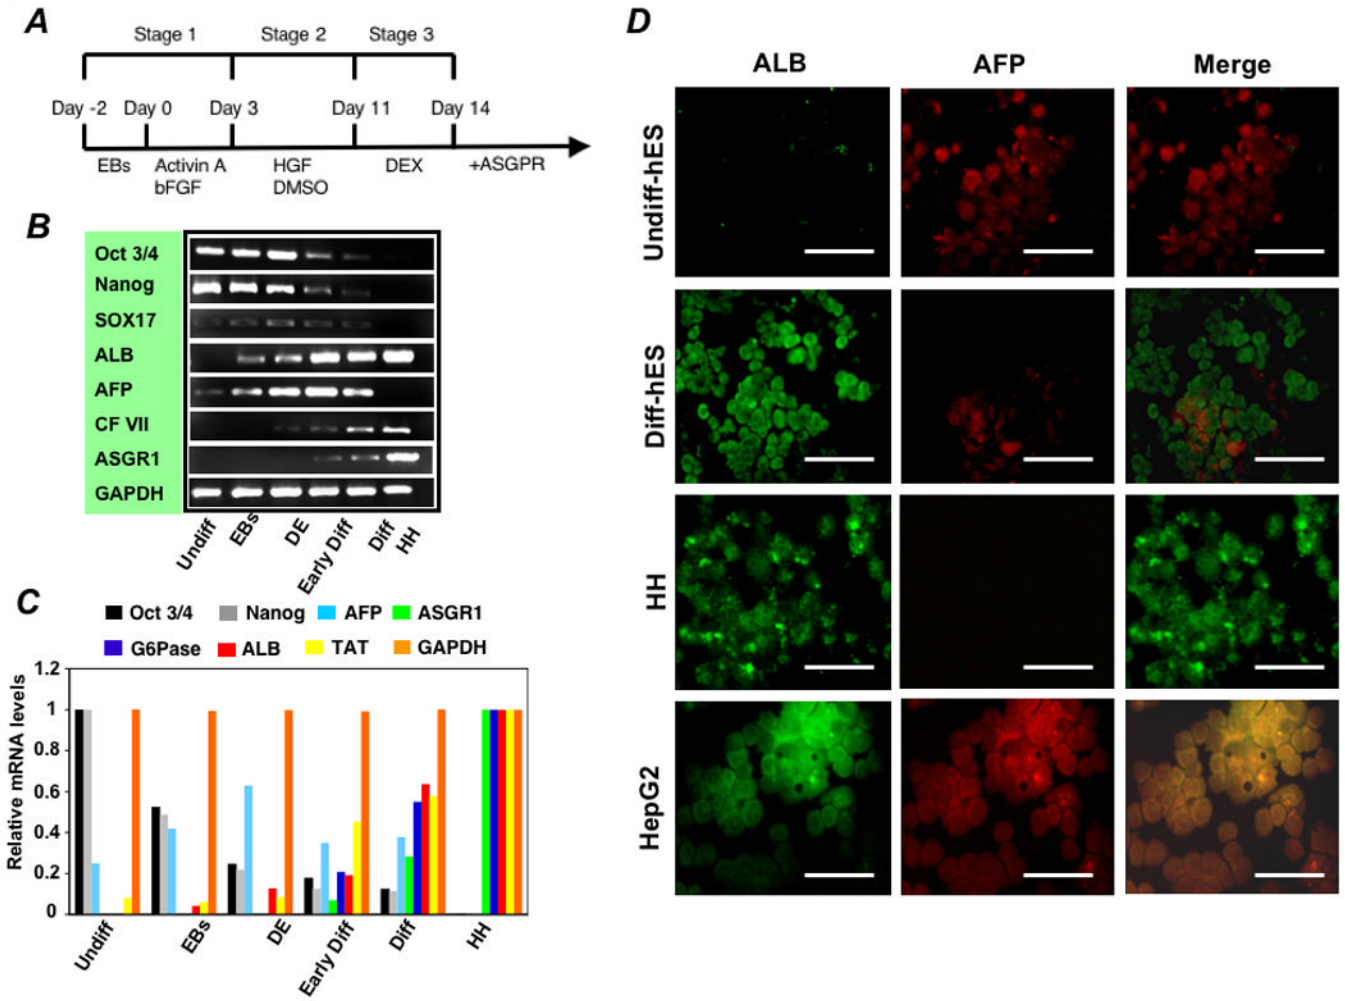 A
Stage 1 Stage 2 Stage 3
Day -2 Day 0 Day 3 Day 11 Day 14
EBs Activin A HGF DEX +ASGPR
bFGF DMSO
B
Oct 3/4
Nanog
SOX17
ALB
AFP
CF VII
ASGR1
GAPDH
Undiff EBs DE Early Diff Diff HH
C
Oct 3/4 Nanog AFP ASGR1
G6Pase ALB TAT GAPDH
Relative mRNA levels
1.2
1
0.8
0.6
0.4
0.2
0
Undiff EBs DE Early Diff Diff HH
D
ALB AFP Merge
Undiff-hES
Diff-hES
HH
HepG2